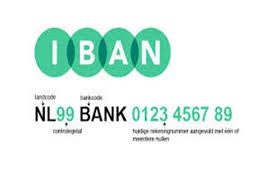 IBAN
landcode bankcode
NL99 BANK 0123 4567 89
controlegetal huidige rekeningnummer aangevuld met één of
meerdere nullen